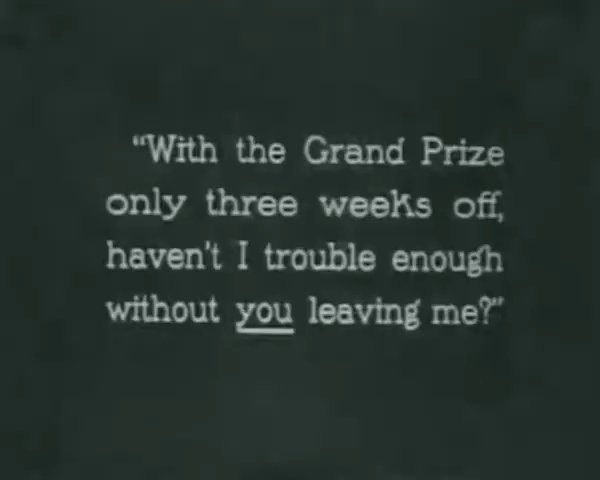 "With the Grand Prize
only three weeks off,
haven't I trouble enough
without you leaving me?"